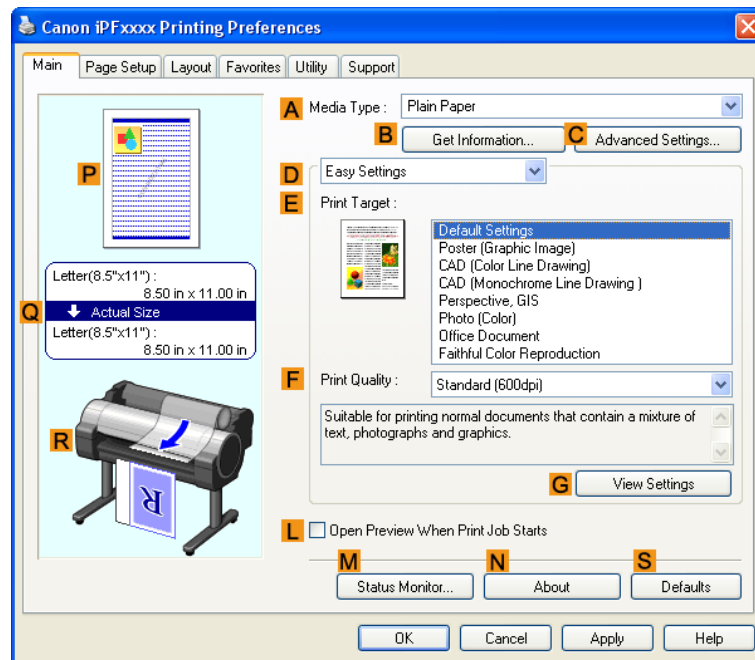 Canon iPFxxxx Printing Preferences
Main
Page Setup
Layout
Favorites
Utility
Support
P
Letter(8.5"x11") :
8.50 in x 11.00 in
Q
Actual Size
Letter(8.5"x11") :
8.50 in x 11.00 in
R
R
A
Media Type :
Plain Paper
B
Get Information...
C
Advanced Settings...
D
Easy Settings
E
Print Target :
Default Settings
Poster (Graphic Image)
CAD (Color Line Drawing)
CAD (Monochrome Line Drawing )
Perspective, GIS
Photo (Color)
Office Document
Faithful Color Reproduction
F
Print Quality :
Standard (600dpi)
Suitable for printing normal documents that contain a mixture of
text, photographs and graphics.
G
View Settings
L
Open Preview When Print Job Starts
M
Status Monitor...
N
About
S
Defaults
OK
Cancel
Apply
Help